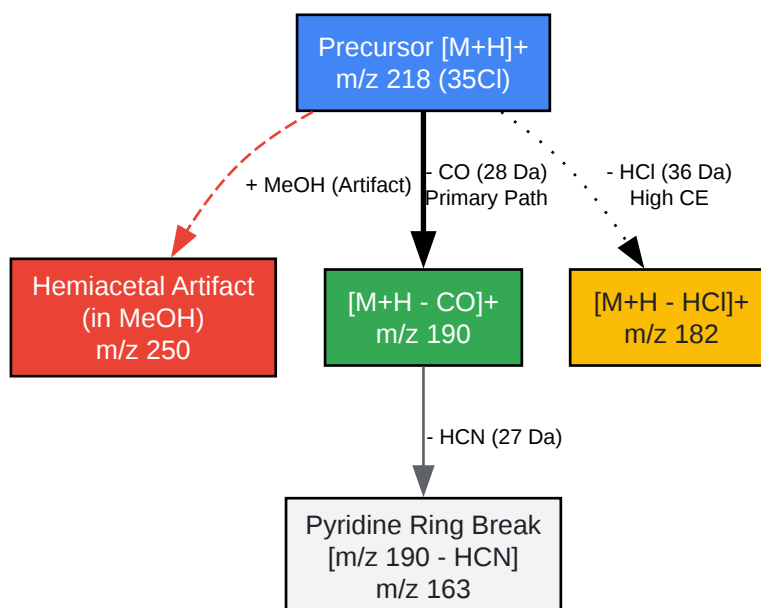 Precursor [M+H]+
m/z 218 (35Cl)
+ MeOH (Artifact)
- CO (28 Da)
Primary Path
- HCl (36 Da)
High CE
Hemiacetal Artifact
(in MeOH)
m/z 250
[M+H - CO]+
m/z 190
[M+H - HCl]+
m/z 182
- HCN (27 Da)
Pyridine Ring Break
[m/z 190 - HCN]
m/z 163